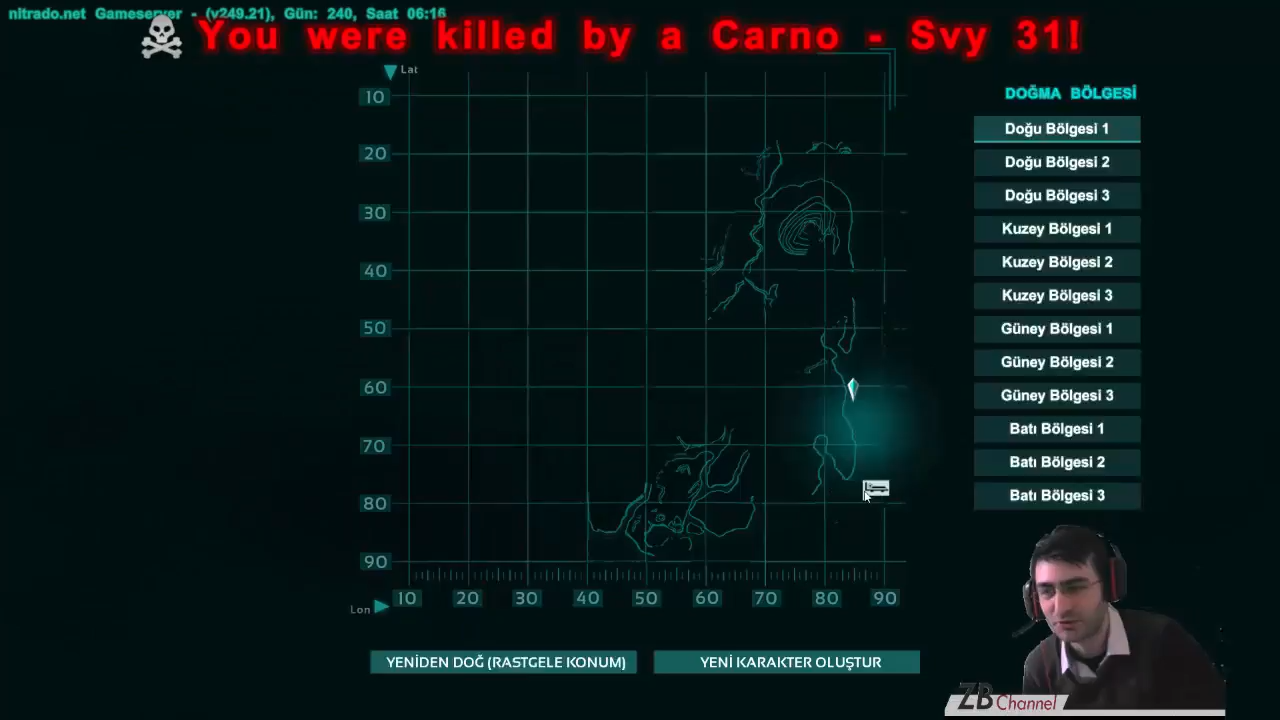 nitrado.net Gameserver - (v249.21), Gün: 240, Saat 06:16
You were killed by a Carno - Svy 31!
Lat
10
20
30
40
50
60
70
80
90
Lon
10 20 30 40 50 60 70 80 90
DOĞMA BÖLGESİ
Doğu Bölgesi 1
Doğu Bölgesi 2
Doğu Bölgesi 3
Kuzey Bölgesi 1
Kuzey Bölgesi 2
Kuzey Bölgesi 3
Güney Bölgesi 1
Güney Bölgesi 2
Güney Bölgesi 3
Batı Bölgesi 1
Batı Bölgesi 2
Batı Bölgesi 3
YENİDEN DOĞ (RASTGELE KONUM)
YENİ KARAKTER OLUŞTUR
ZB Channel